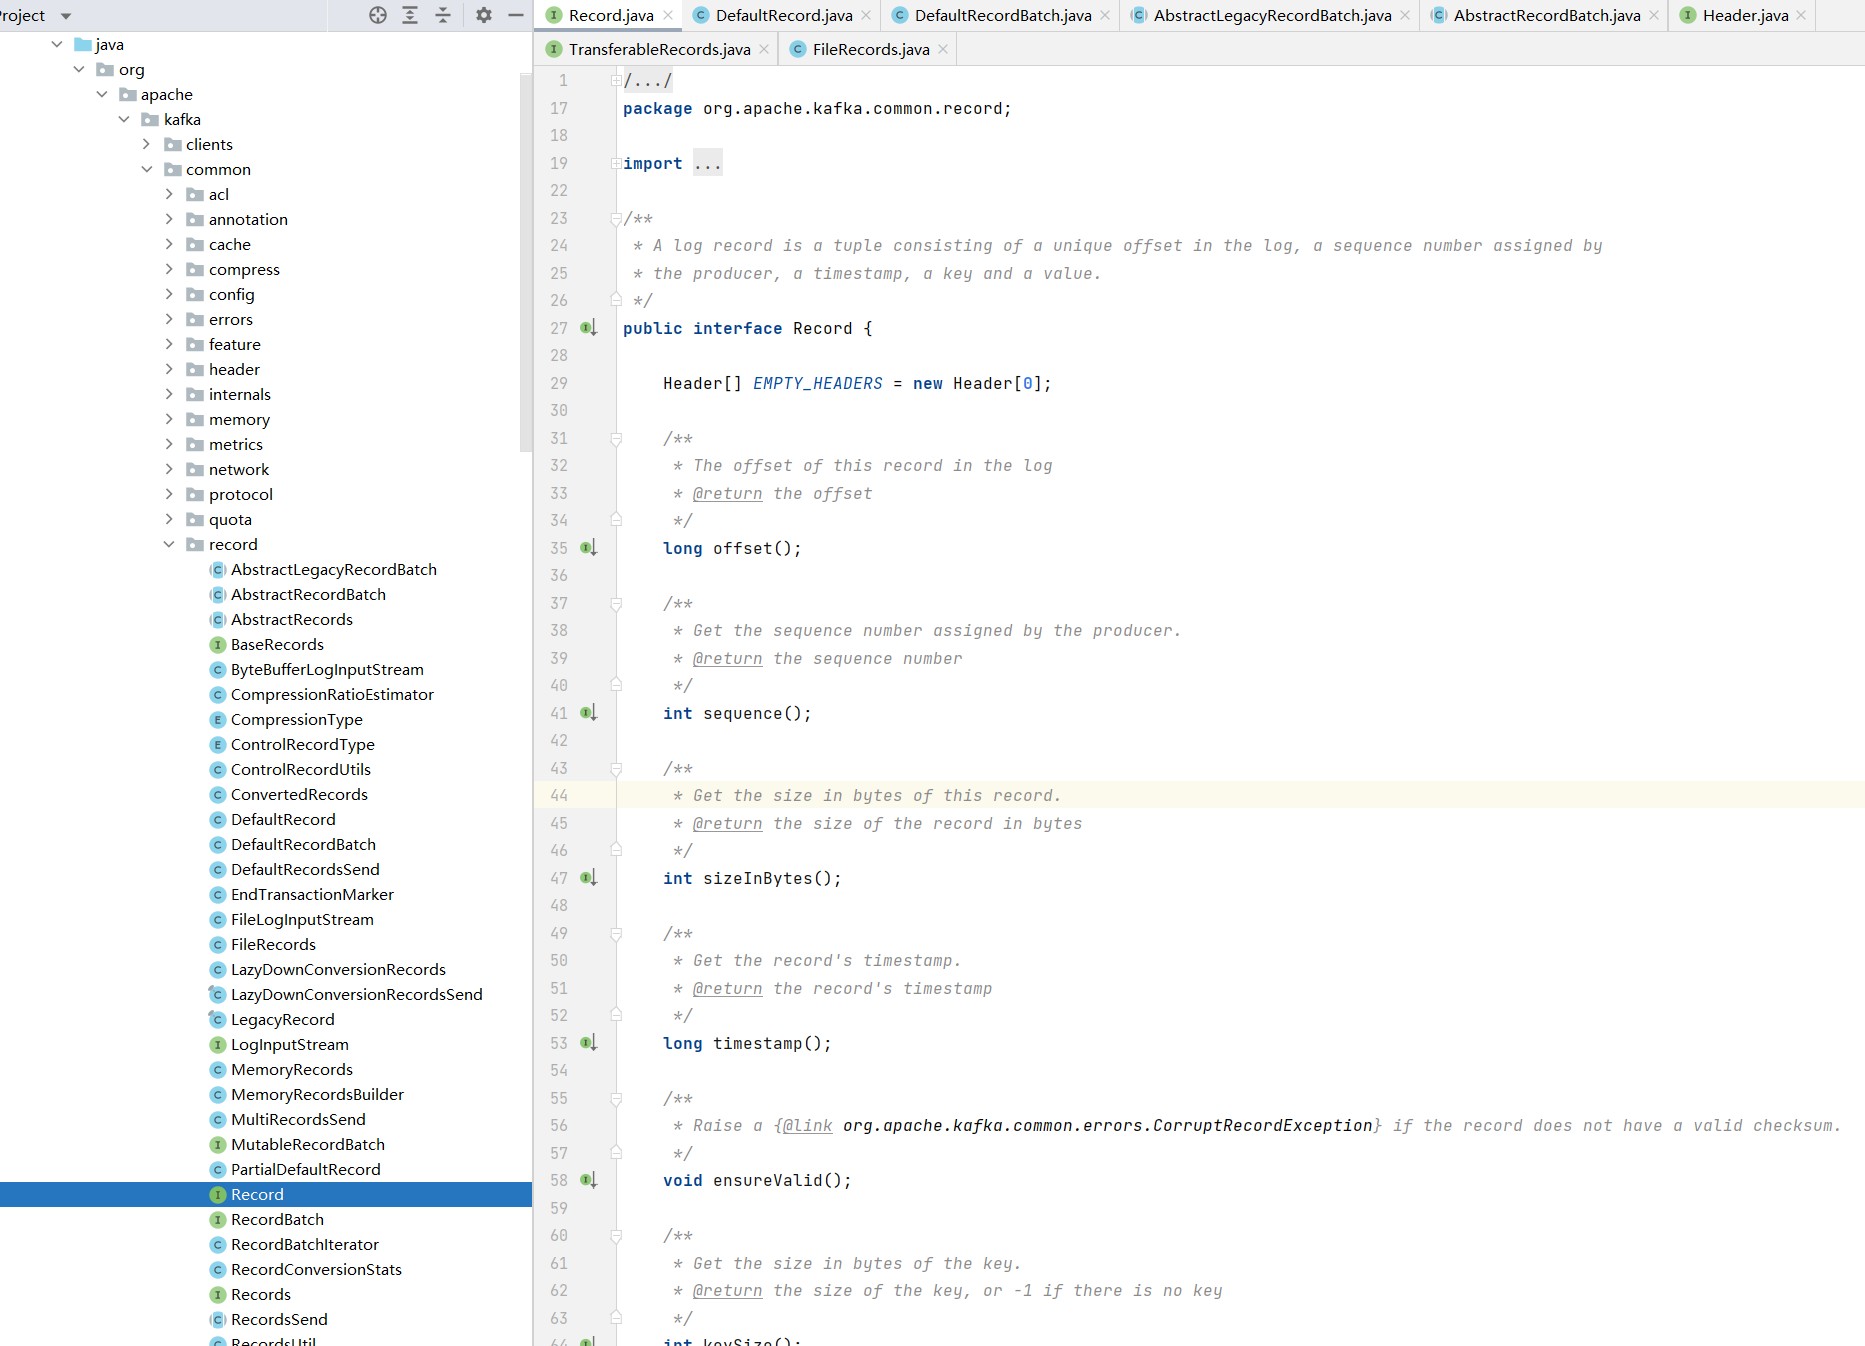 roject
java
org
apache
kafka
clients
common
acl
annotation
cache
compress
config
errors
feature
header
internals
memory
metrics
network
protocol
quota
record
AbstractLegacyRecordBatch
AbstractRecordBatch
AbstractRecords
BaseRecords
ByteBufferLogInputStream
CompressionRatioEstimator
CompressionType
ControlRecordType
ControlRecordUtils
ConvertedRecords
DefaultRecord
DefaultRecordBatch
DefaultRecordsSend
EndTransactionMarker
FileLogInputStream
FileRecords
LazyDownConversionRecords
LazyDownConversionRecordsSend
LegacyRecord
LogInputStream
MemoryRecords
MemoryRecordsBuilder
MultiRecordsSend
MutableRecordBatch
PartialDefaultRecord
Record
RecordBatch
RecordBatchIterator
RecordConversionStats
Records
RecordsSend
RecordsUtil
Record.java DefaultRecord.java DefaultRecordBatch.java AbstractLegacyRecordBatch.java AbstractRecordBatch.java Header.java
TransferableRecords.java FileRecords.java
1 /.../
17 package org.apache.kafka.common.record;
18
19 import ...
22
23 /**
24 * A log record is a tuple consisting of a unique offset in the log, a sequence number assigned by
25 * the producer, a timestamp, a key and a value.
26 */
27 public interface Record {
28
29 Header[] EMPTY_HEADERS = new Header[0];
30
31 /**
32 * The offset of this record in the log
33 * @return the offset
34 */
35 long offset();
36
37 /**
38 * Get the sequence number assigned by the producer.
39 * @return the sequence number
40 */
41 int sequence();
42
43 /**
44 * Get the size in bytes of this record.
45 * @return the size of the record in bytes
46 */
47 int sizeInBytes();
48
49 /**
50 * Get the record's timestamp.
51 * @return the record's timestamp
52 */
53 long timestamp();
54
55 /**
56 * Raise a {@link org.apache.kafka.common.errors.CorruptRecordException} if the record does not have a valid checksum.
57 */
58 void ensureValid();
59
60 /**
61 * Get the size in bytes of the key.
62 * @return the size of the key, or -1 if there is no key
63 */
64 int keySize();